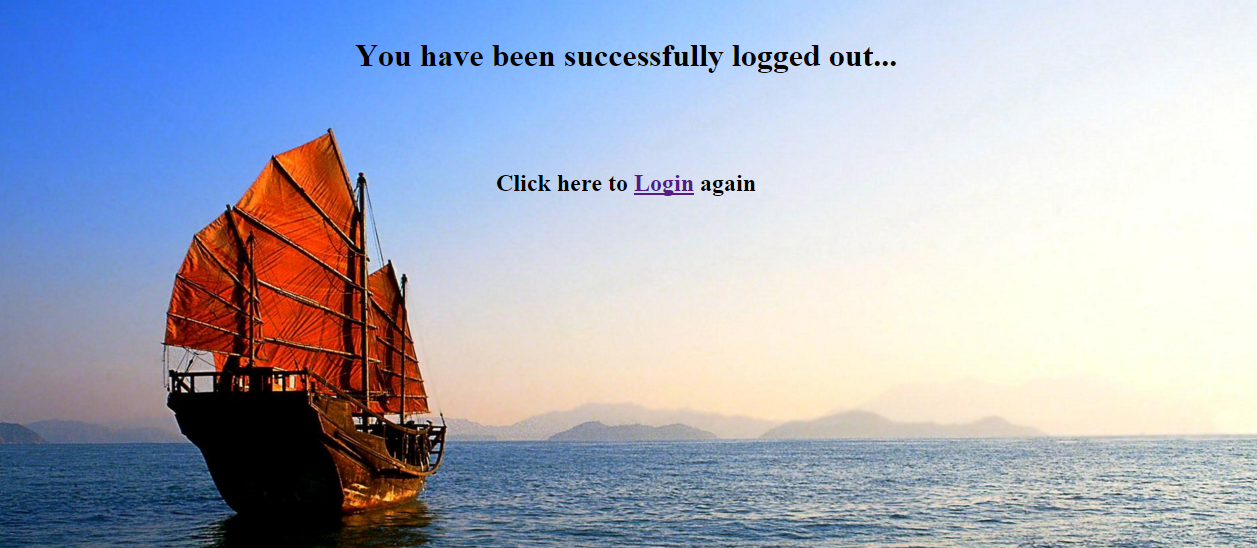 You have been successfully logged out...
Click here to Login again